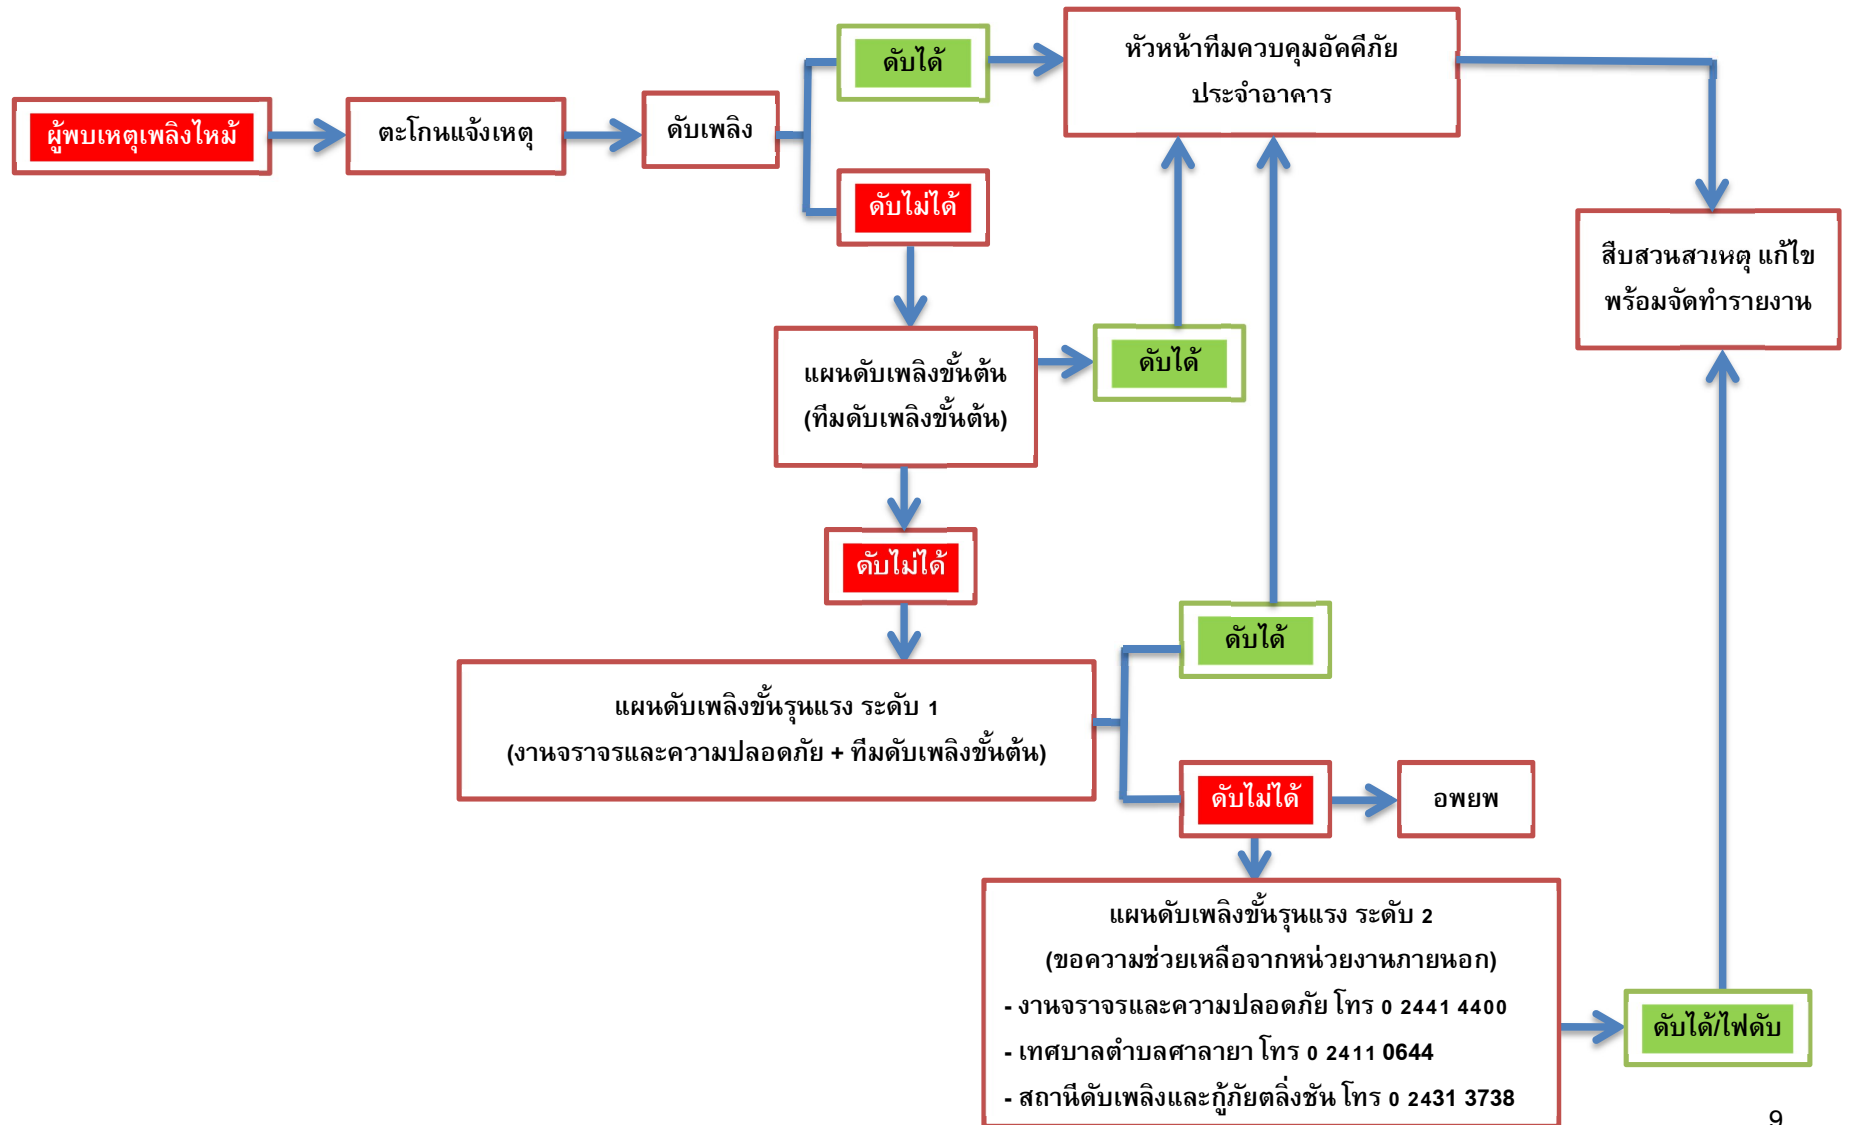 ดับได้
หัวหน้าทีมควบคุมอัคคีภัย
ประจำอาคาร
ผู้พบเหตุเพลิงไหม้
ตะโกนแจ้งเหตุ
ดับเพลิง
ดับไม่ได้
สืบสวนสาเหตุ แก้ไข
พร้อมจัดทำรายงาน
แผนดับเพลิงขั้นต้น
(ทีมดับเพลิงขั้นต้น)
ดับได้
ดับไม่ได้
ดับได้
แผนดับเพลิงขั้นรุนแรง ระดับ 1
(งานจราจรและความปลอดภัย + ทีมดับเพลิงขั้นต้น)
ดับไม่ได้
อพยพ
แผนดับเพลิงขั้นรุนแรง ระดับ 2
(ขอความช่วยเหลือจากหน่วยงานภายนอก)
- งานจราจรและความปลอดภัย โทร 0 2441 4400
- เทศบาลตำบลศาลายา โทร 0 2411 0644
- สถานีดับเพลิงและกู้ภัยตลิ่งชัน โทร 0 2431 3738
ดับได้/ไฟดับ
9